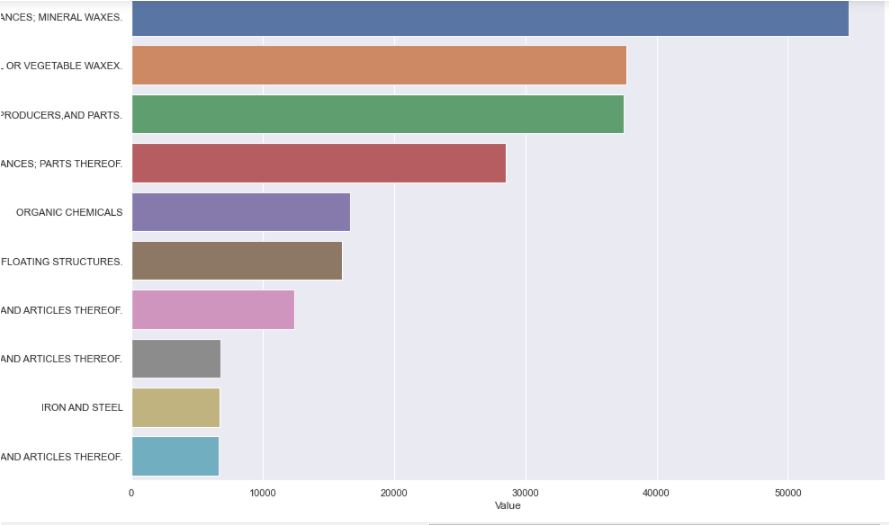 ANCES; MINERAL WAXES.
OR VEGETABLE WAXEX.
PRODUCERS,AND PARTS.
ANCES; PARTS THEREOF.
ORGANIC CHEMICALS
FLOATING STRUCTURES.
AND ARTICLES THEREOF.
AND ARTICLES THEREOF.
IRON AND STEEL
AND ARTICLES THEREOF.
0 10000 20000 30000 40000 50000
Value